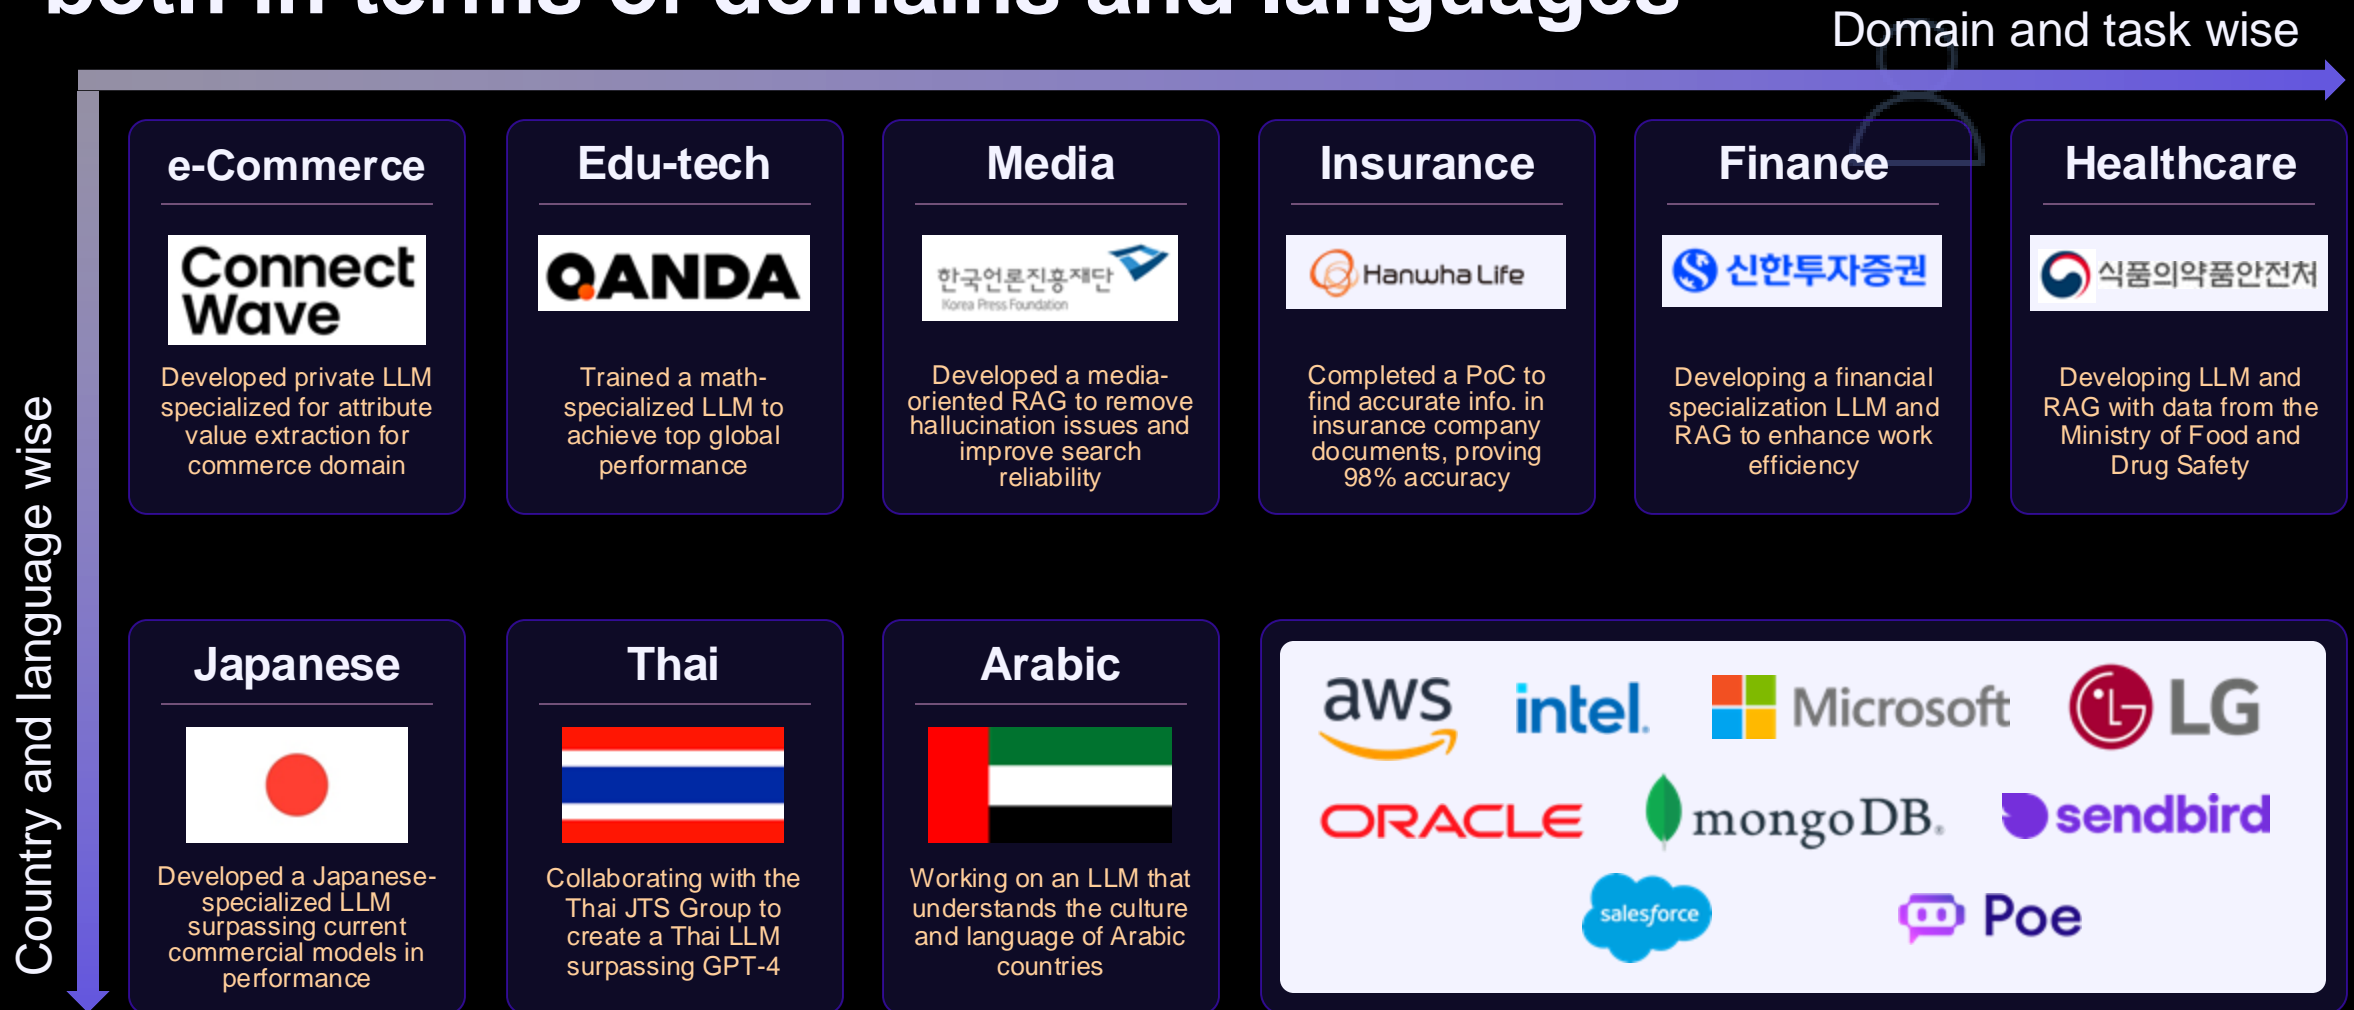 both in terms of domains and languages
Domain and task wise
Country and language wise
e-Commerce
Connect
Wave
Developed private LLM
specialized for attribute
value extraction for
commerce domain
Edu-tech
QANDA
Trained a math-
specialized LLM to
achieve top global
performance
Media
한국언론진흥재단
Korea Press Foundation
Developed a media-
oriented RAG to remove
hallucination issues and
improve search
reliability
Insurance
Hanwha Life
Completed a PoC to
find accurate info. in
insurance company
documents, proving
98% accuracy
Finance
신한투자증권
Developing a financial
specialization LLM and
RAG to enhance work
efficiency
Healthcare
식품의약품안전처
Developing LLM and
RAG with data from the
Ministry of Food and
Drug Safety
Japanese
Developed a Japanese-
specialized LLM
surpassing current
commercial models in
performance
Thai
Collaborating with the
Thai JTS Group to
create a Thai LLM
surpassing GPT-4
Arabic
Working on an LLM that
understands the culture
and language of Arabic
countries
aws intel. Microsoft LG
ORACLE mongoDB. sendbird
salesforce Poe